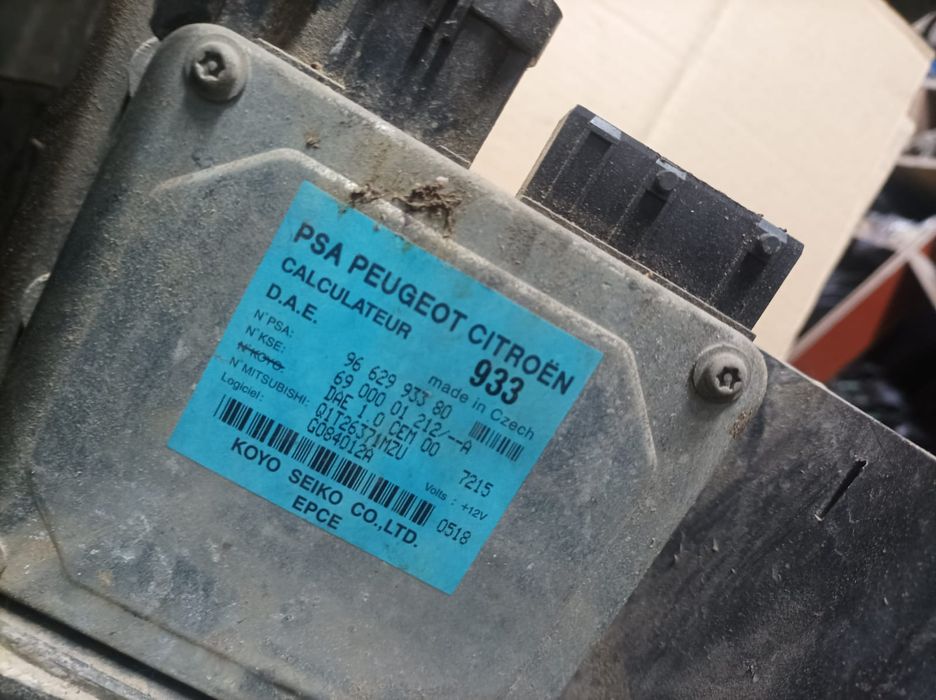 PSA PEUGEOT CITROËN
CALCULATEUR 933
D.A.E. made in Czech
N°PSA: 96 629 933 80
N°KSE: 69 000 01 212/--A
N°KOYO: DAE 1.0 CEM 00 7215
N°MITSUBISHI: Q1T26371MZU Volts : +12V
Logiciel: G084012A
0518
KOYO SEIKO CO.,LTD.
EPCE